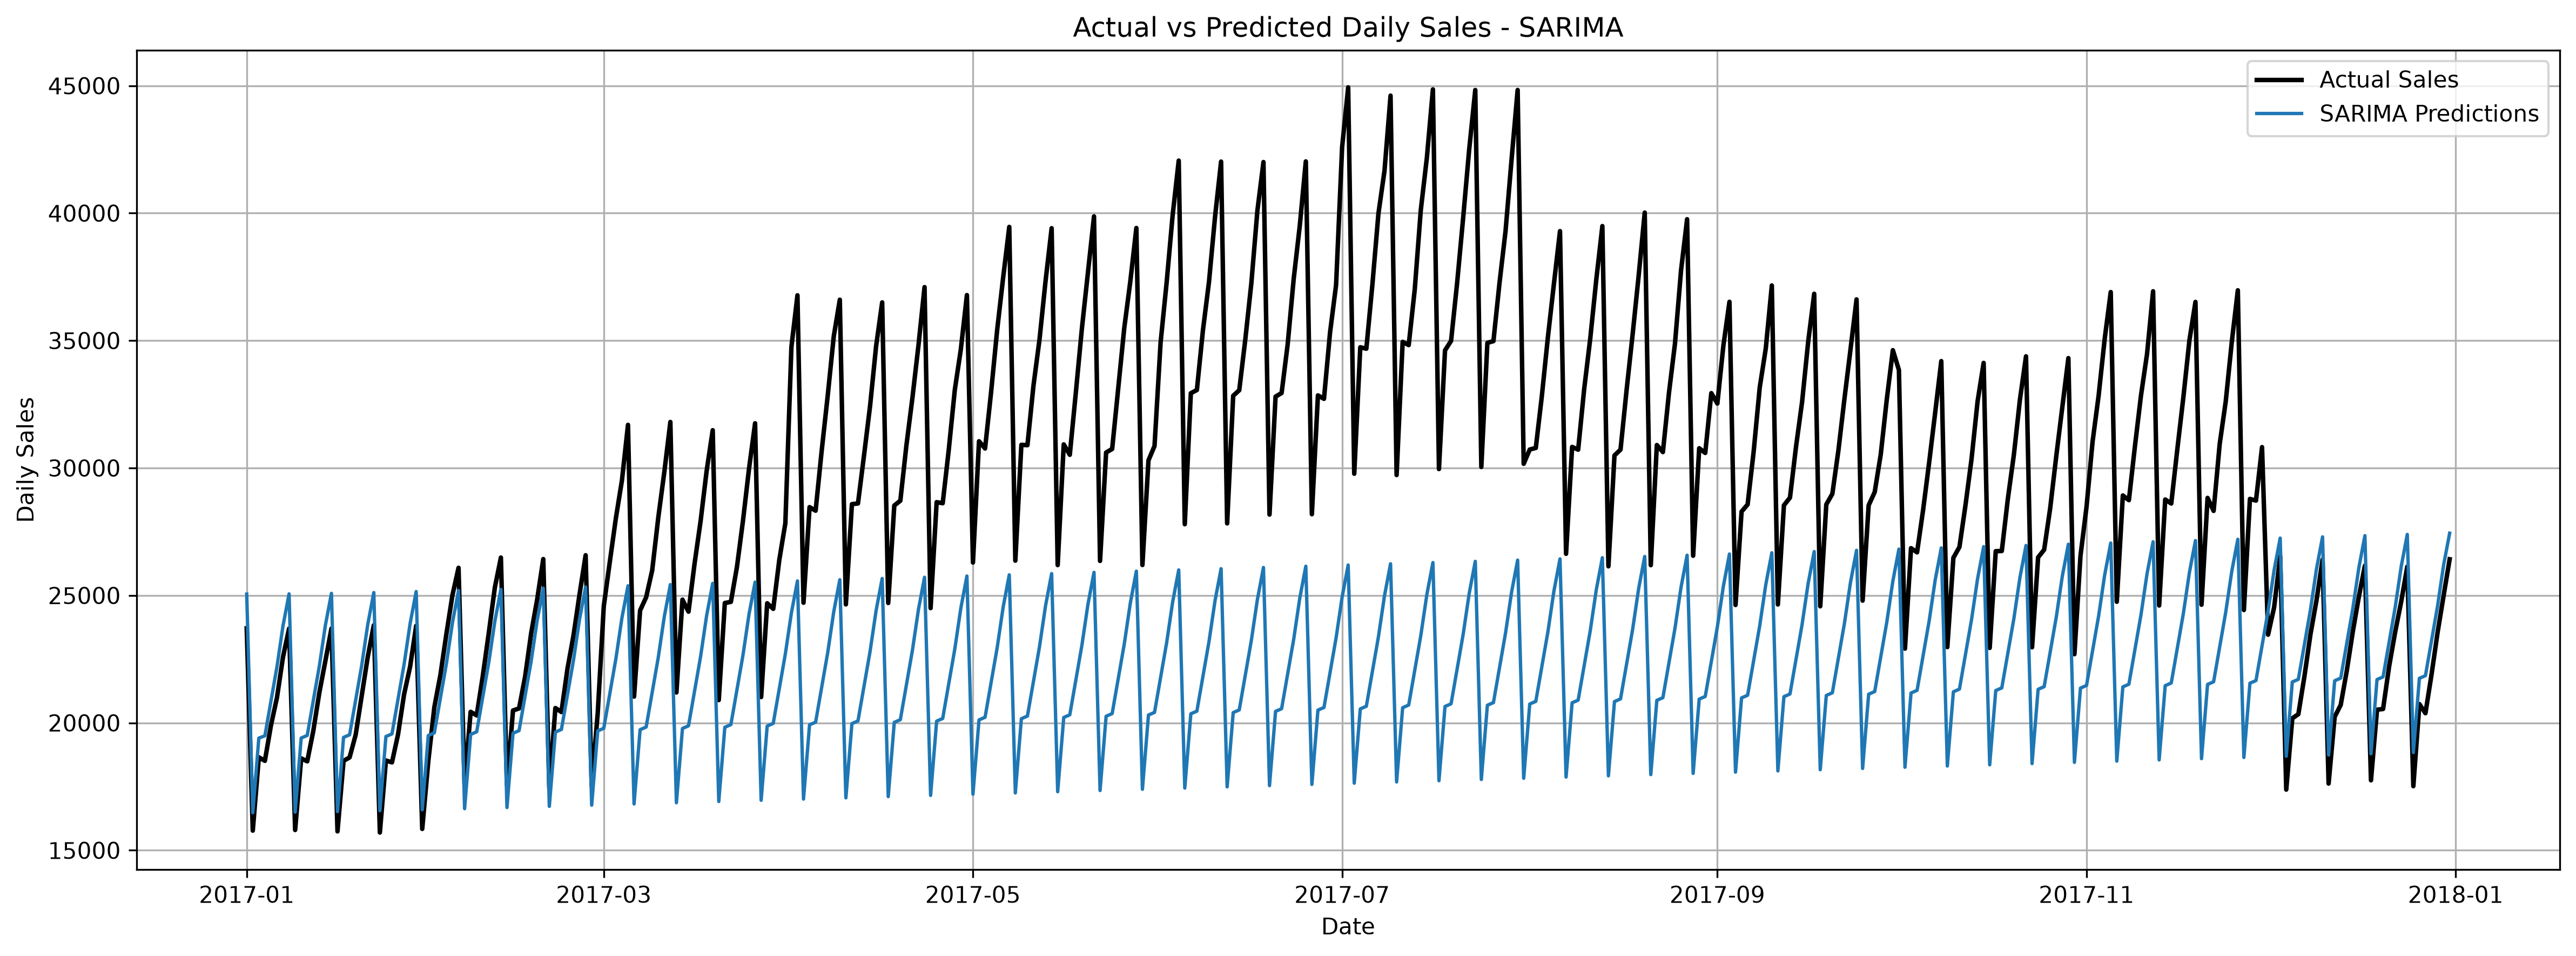 Actual vs Predicted Daily Sales - SARIMA
Actual Sales
SARIMA Predictions
Daily Sales
45000
40000
35000
30000
25000
20000
15000
2017-01
2017-03
2017-05
2017-07
2017-09
2017-11
2018-01
Date